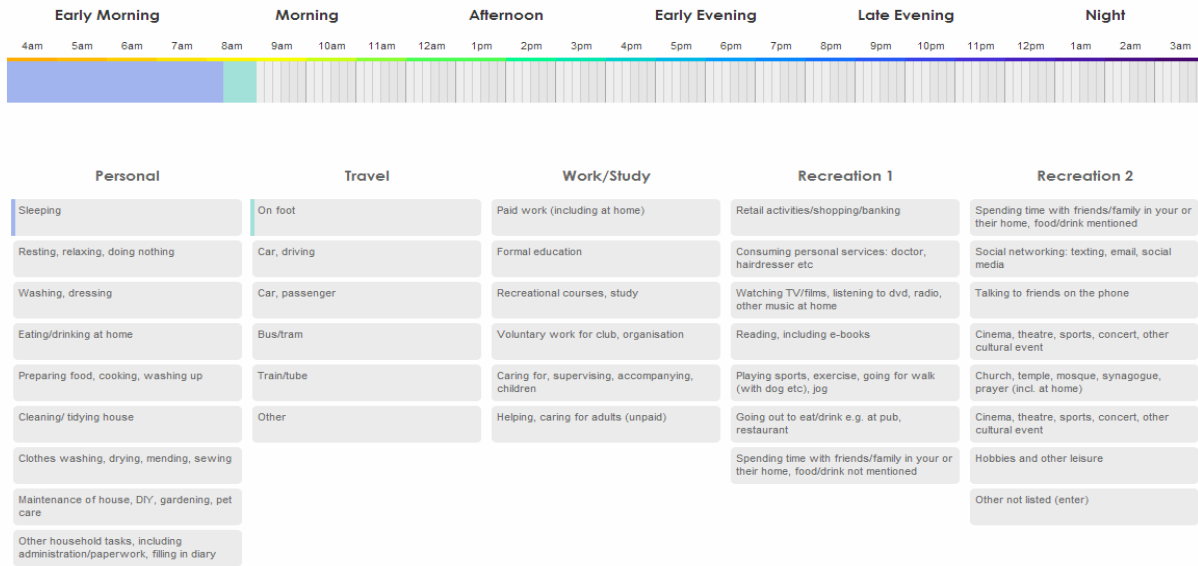 Early Morning Morning Afternoon Early Evening Late Evening Night
4am 5am 6am 7am 8am 9am 10am 11am 12am 1pm 2pm 3pm 4pm 5pm 6pm 7pm 8pm 9pm 10pm 11pm 12pm 1am 2am 3am
Personal
Sleeping
Resting, relaxing, doing nothing
Washing, dressing
Eating/drinking at home
Preparing food, cooking, washing up
Cleaning/ tidying house
Clothes washing, drying, mending, sewing
Maintenance of house, DIY, gardening, pet
care
Other household tasks, including
administration/paperwork, filling in diary
Travel
On foot
Car, driving
Car, passenger
Bus/tram
Train/tube
Other
Work/Study
Paid work (including at home)
Formal education
Recreational courses, study
Voluntary work for club, organisation
Caring for, supervising, accompanying,
children
Helping, caring for adults (unpaid)
Recreation 1
Retail activities/shopping/banking
Consuming personal services: doctor,
hairdresser etc
Watching TV/films, listening to dvd, radio,
other music at home
Reading, including e-books
Playing sports, exercise, going for walk
(with dog etc), jog
Going out to eat/drink e.g. at pub,
restaurant
Spending time with friends/family in your or
their home, food/drink not mentioned
Recreation 2
Spending time with friends/family in your or
their home, food/drink mentioned
Social networking: texting, email, social
media
Talking to friends on the phone
Cinema, theatre, sports, concert, other
cultural event
Church, temple, mosque, synagogue,
prayer (incl. at home)
Cinema, theatre, sports, concert, other
cultural event
Hobbies and other leisure
Other not listed (enter)